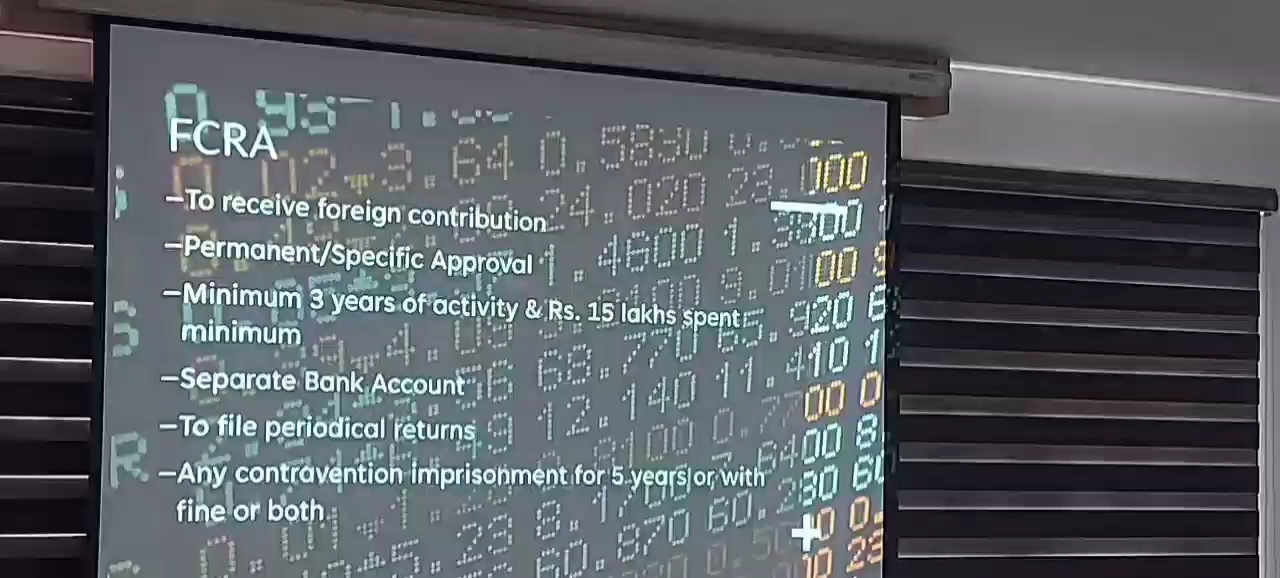 FCRA
–To receive foreign contribution
–Permanent/Specific Approval
–Minimum 3 years of activity & Rs. 15 lakhs spent
minimum
–Separate Bank Account
–To file periodical returns
–Any contravention imprisonment for 5 years or with
fine or both.